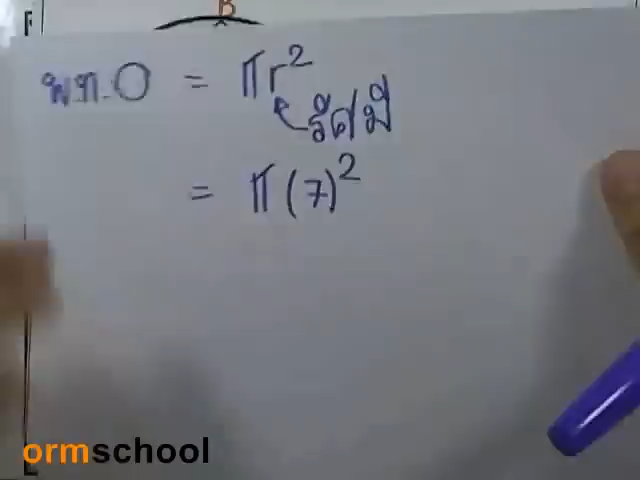 B
พ.ท.○ = πr²
รัศมี
= π(7)²
ormschool